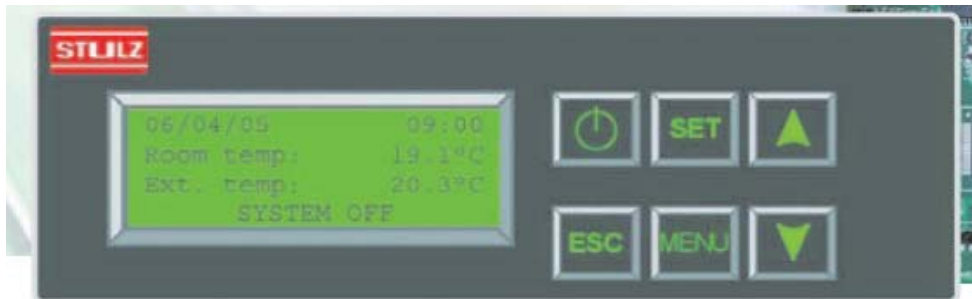 STULZ
06/04/05 09:00
Room temp: 19.1°C
Ext. temp: 20.3°C
SYSTEM OFF
SET
ESC MENU